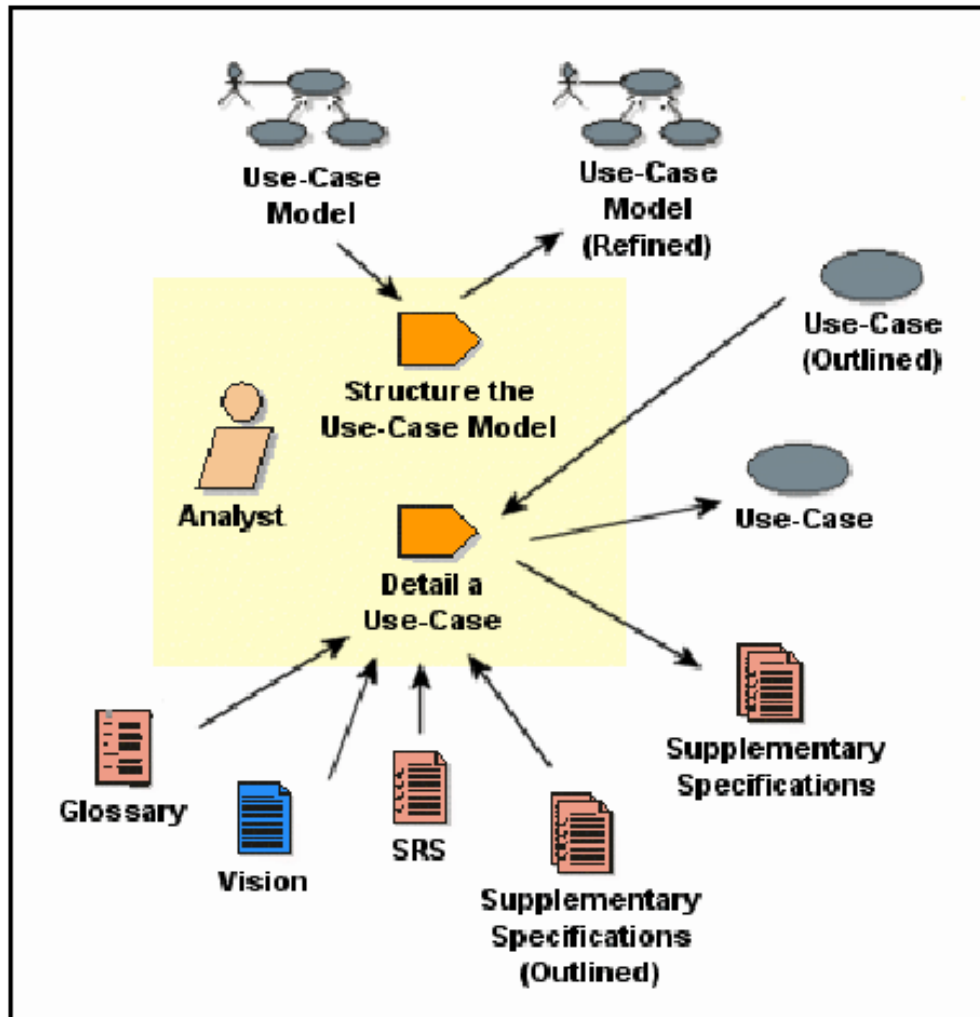 Use-Case
Model
Use-Case
Model
(Refined)
Use-Case
(Outlined)
Structure the
Use-Case Model
Analyst
Use-Case
Detail a
Use-Case
Glossary
Vision
SRS
Supplementary
Specifications
(Outlined)
Supplementary
Specifications